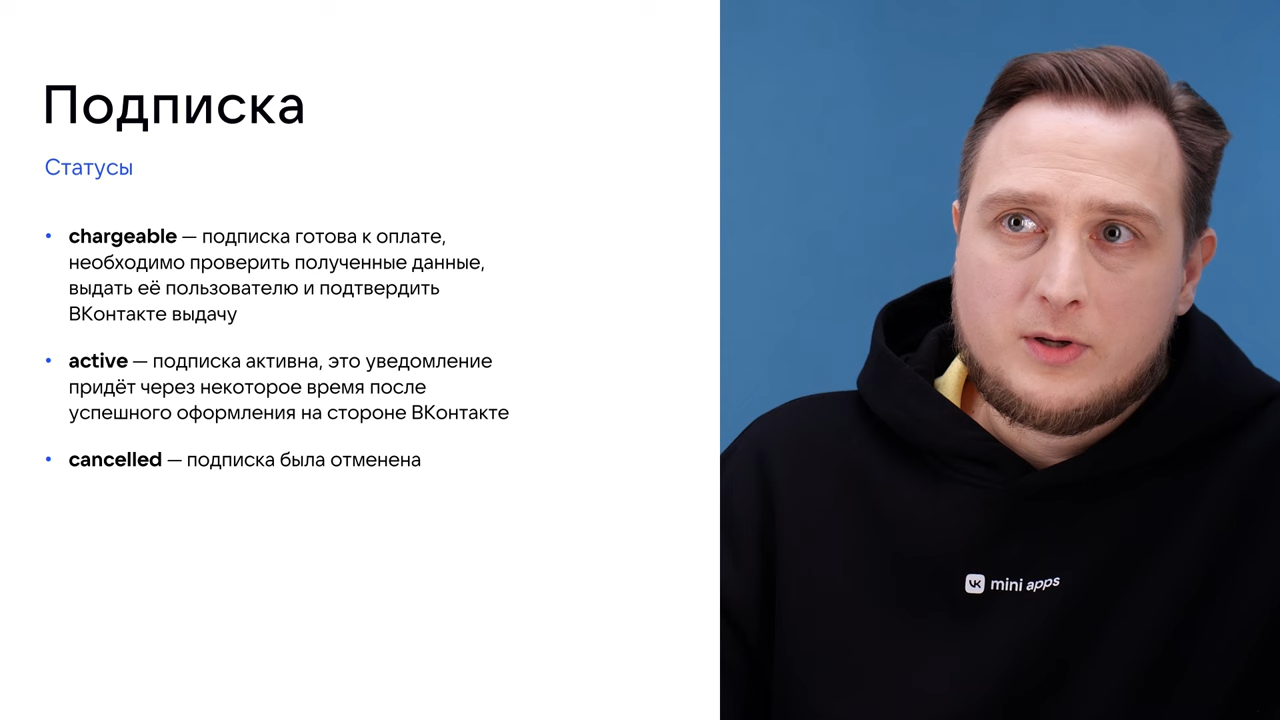 Подписка
Статусы
• chargeable — подписка готова к оплате,
необходимо проверить полученные данные,
выдать её пользователю и подтвердить
ВКонтакте выдачу
• active — подписка активна, это уведомление
придёт через некоторое время после
успешного оформления на стороне ВКонтакте
• cancelled — подписка была отменена
VK mini apps